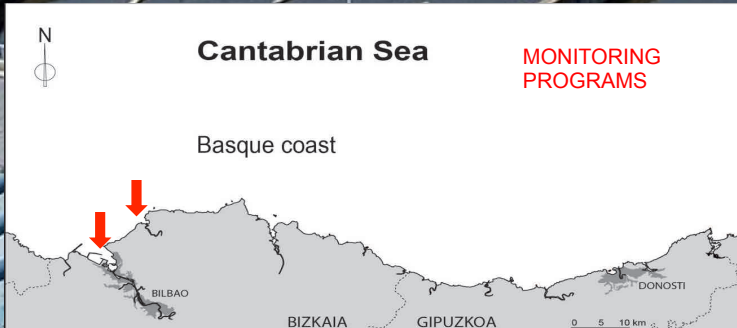 N
Cantabrian Sea
MONITORING
PROGRAMS
Basque coast
BILBAO
DONOSTI
BIZKAIA
GIPUZKOA
0 5 10 km